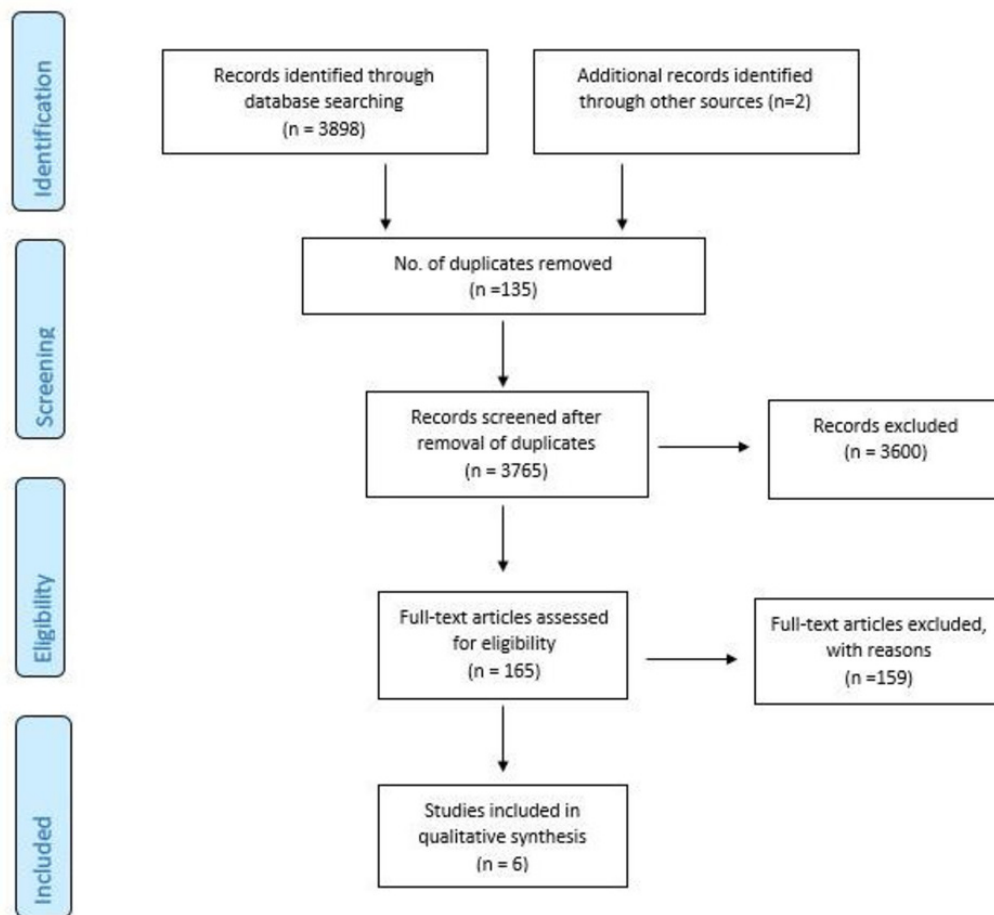 Identification
Records identified through
database searching
(n = 3898)
Additional records identified
through other sources (n=2)
No. of duplicates removed
(n =135)
Screening
Records screened after
removal of duplicates
(n = 3765)
Records excluded
(n = 3600)
Eligibility
Full-text articles assessed
for eligibility
(n = 165)
Full-text articles excluded,
with reasons
(n =159)
Included
Studies included in
qualitative synthesis
(n = 6)